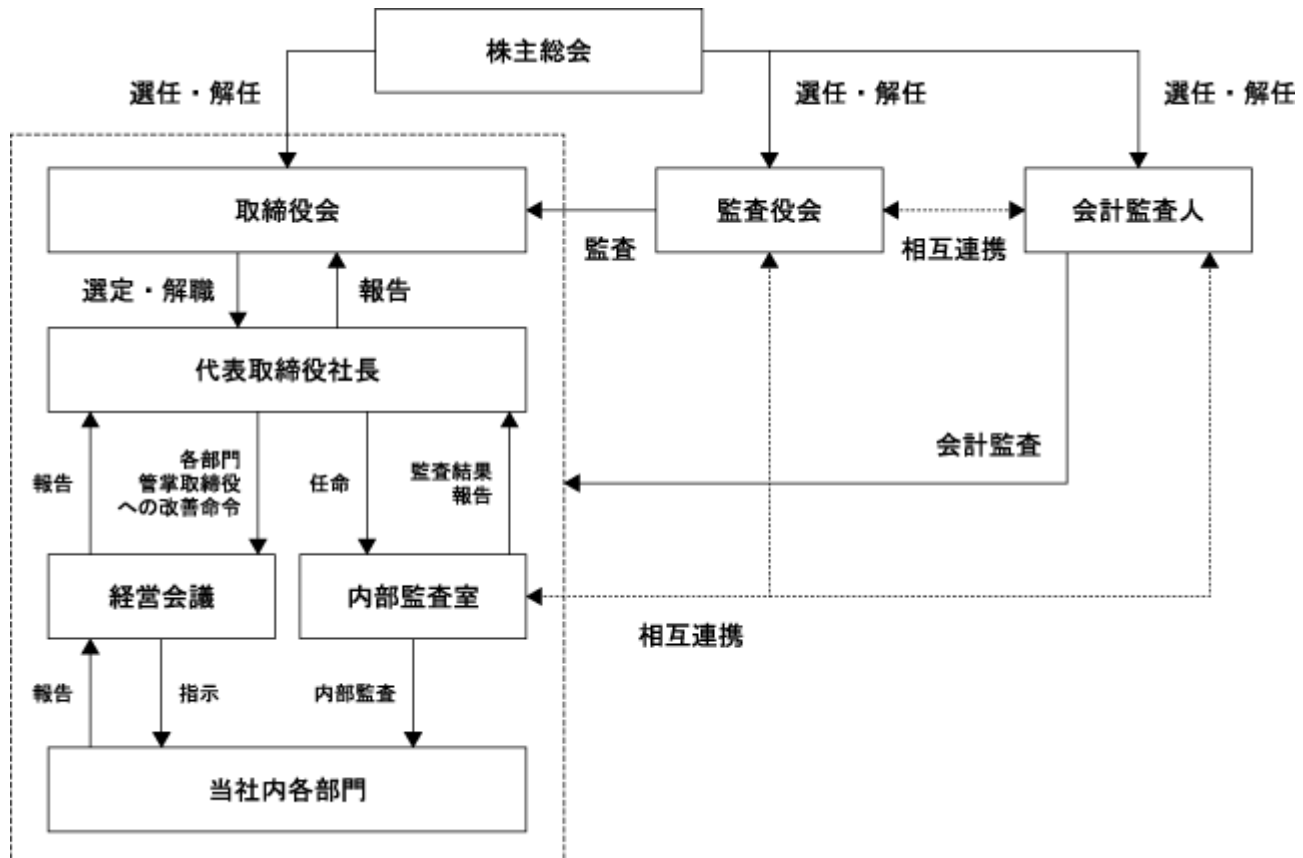 株主総会
選任・解任
選任・解任
選任・解任
取締役会
監査役会
会計監査人
監査
相互連携
選定・解職
報告
代表取締役社長
報告
各部門
管掌取締役
への改善命令
任命
監査結果
報告
会計監査
経営会議
内部監査室
相互連携
報告
指示
内部監査
当社内各部門